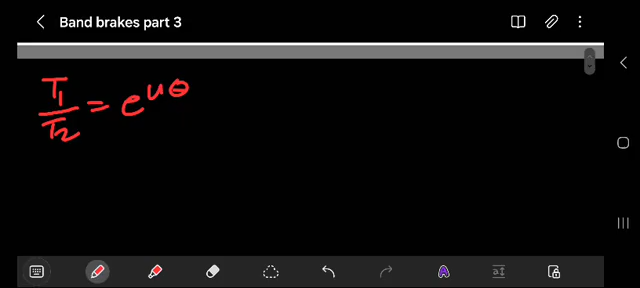 Band brakes part 3
T1/T2 = e^uθ
A